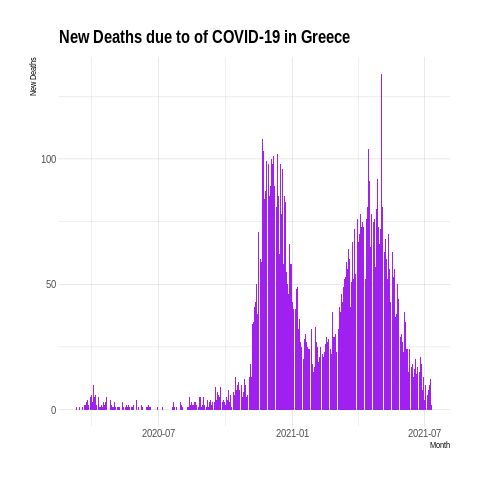 New Deaths due to of COVID-19 in Greece
New Deaths
100
50
0
2020-07 2021-01 2021-07
Month